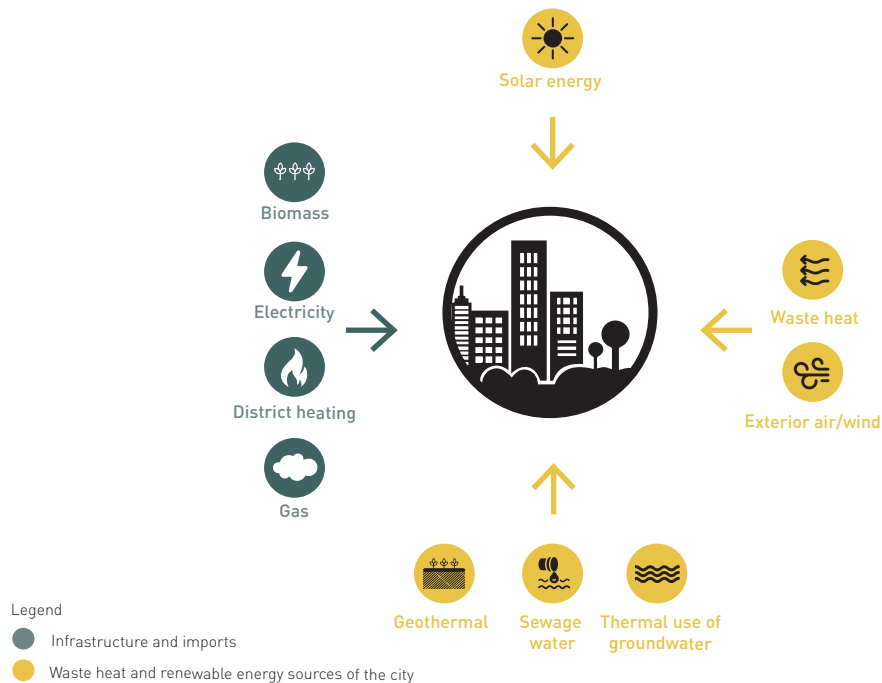 Solar energy
Biomass
Electricity
District heating
Gas
Waste heat
Exterior air/wind
Geothermal
Sewage
water
Thermal use of
groundwater
Legend
Infrastructure and imports
Waste heat and renewable energy sources of the city